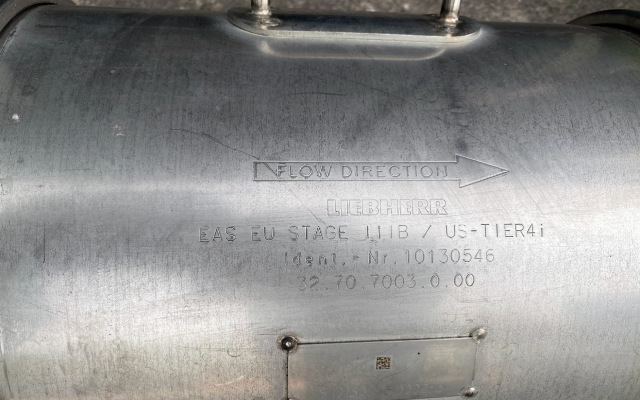 FLOW DIRECTION
LIEBHERR
EAS EU STAGE IIIB / US-TIER4i
Ident.-Nr.10130546
32.70.7003.0.00